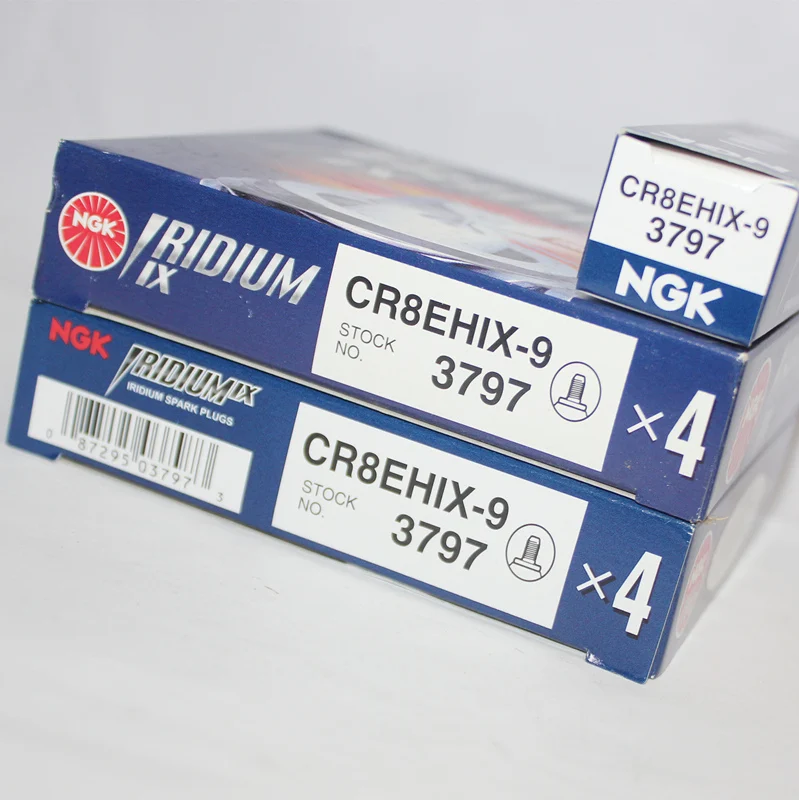 CR8EHIX-9
3797
NGK
NGK
IRIDIUM
IX
CR8EHIX-9
STOCK
NO.
3797
×4
NGK
IRIDIUM IX
IRIDIUM SPARK PLUGS
0 87295 03797 3
CR8EHIX-9
STOCK
NO.
3797
×4